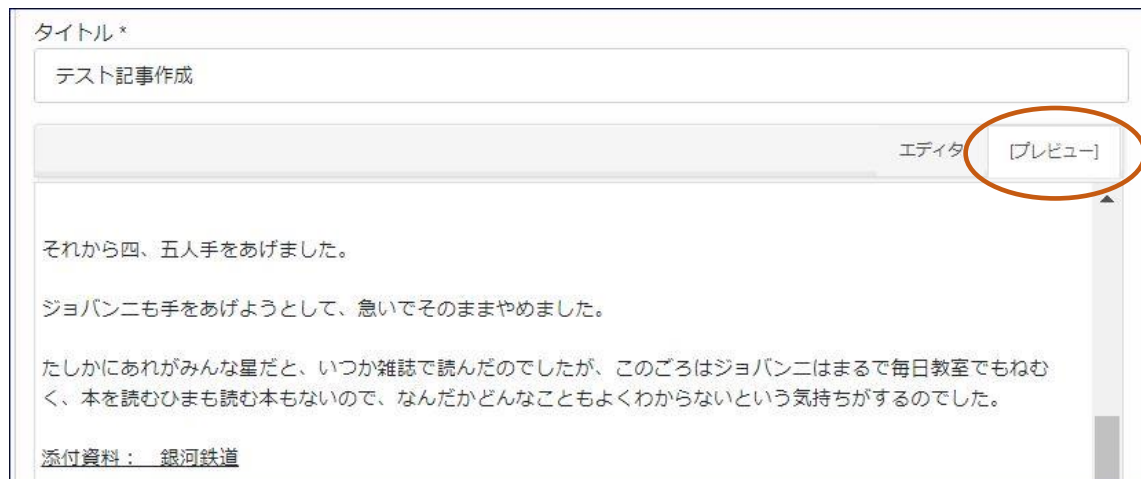 タイトル *
テスト記事作成
エディタ
[プレビュー]
それから四、五人手をあげました。
ジョバンニも手をあげようとして、急いでそのままやめました。
たしかにあれがみんな星だと、いつか雑誌で読んだのでしたが、このごろはジョバンニはまるで毎日教室でもねむ
く、本を読むひまも読む本もないので、なんだかどんなこともよくわからないという気持ちがするのでした。
添付資料：　銀河鉄道